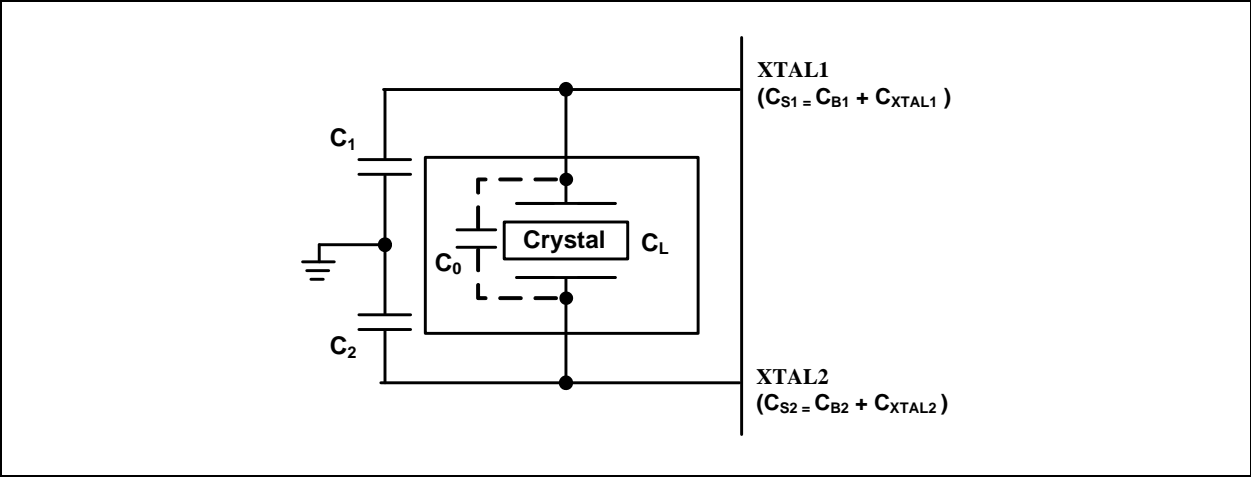 XTAL1
(CS1 = CB1 + CXTAL1 )
C1
Crystal
CL
C0
C2
XTAL2
(CS2 = CB2 + CXTAL2 )